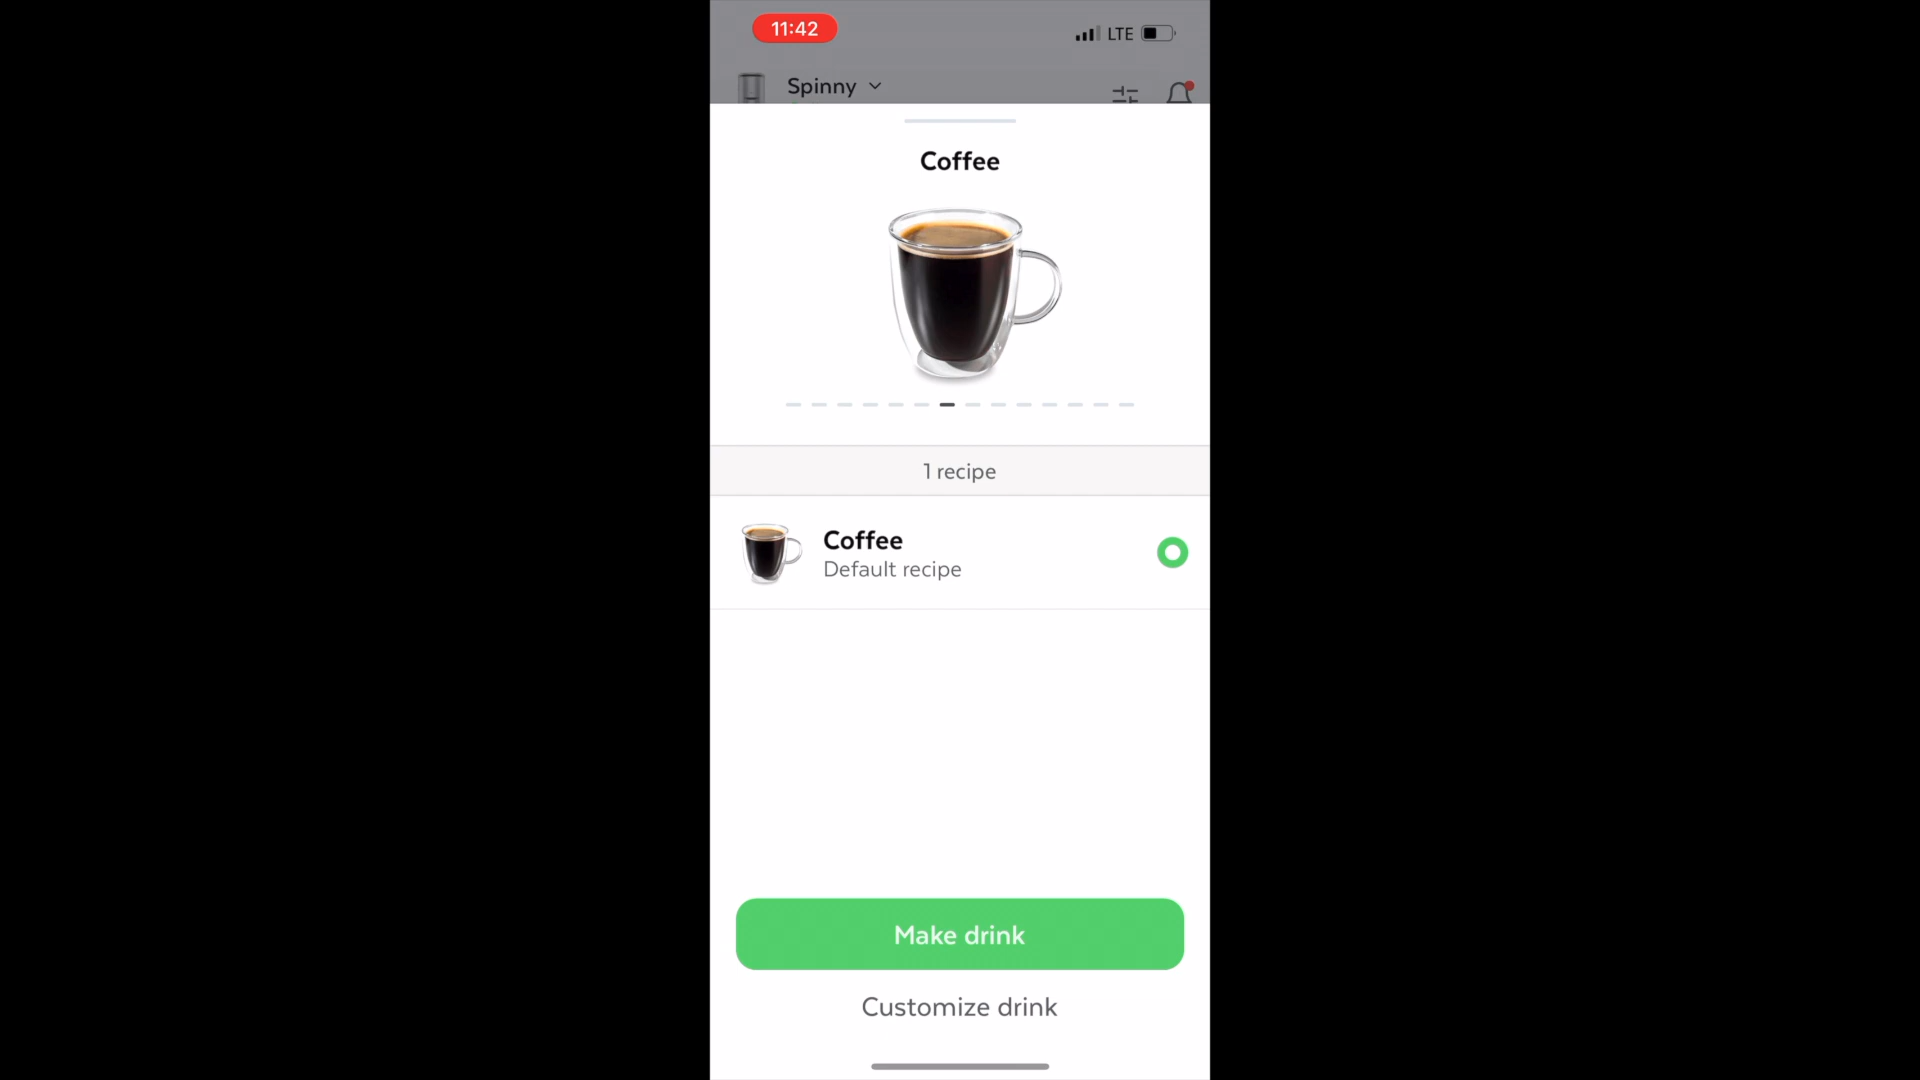 11:42
LTE
Spinny
Coffee
1 recipe
Coffee
Default recipe
Make drink
Customize drink